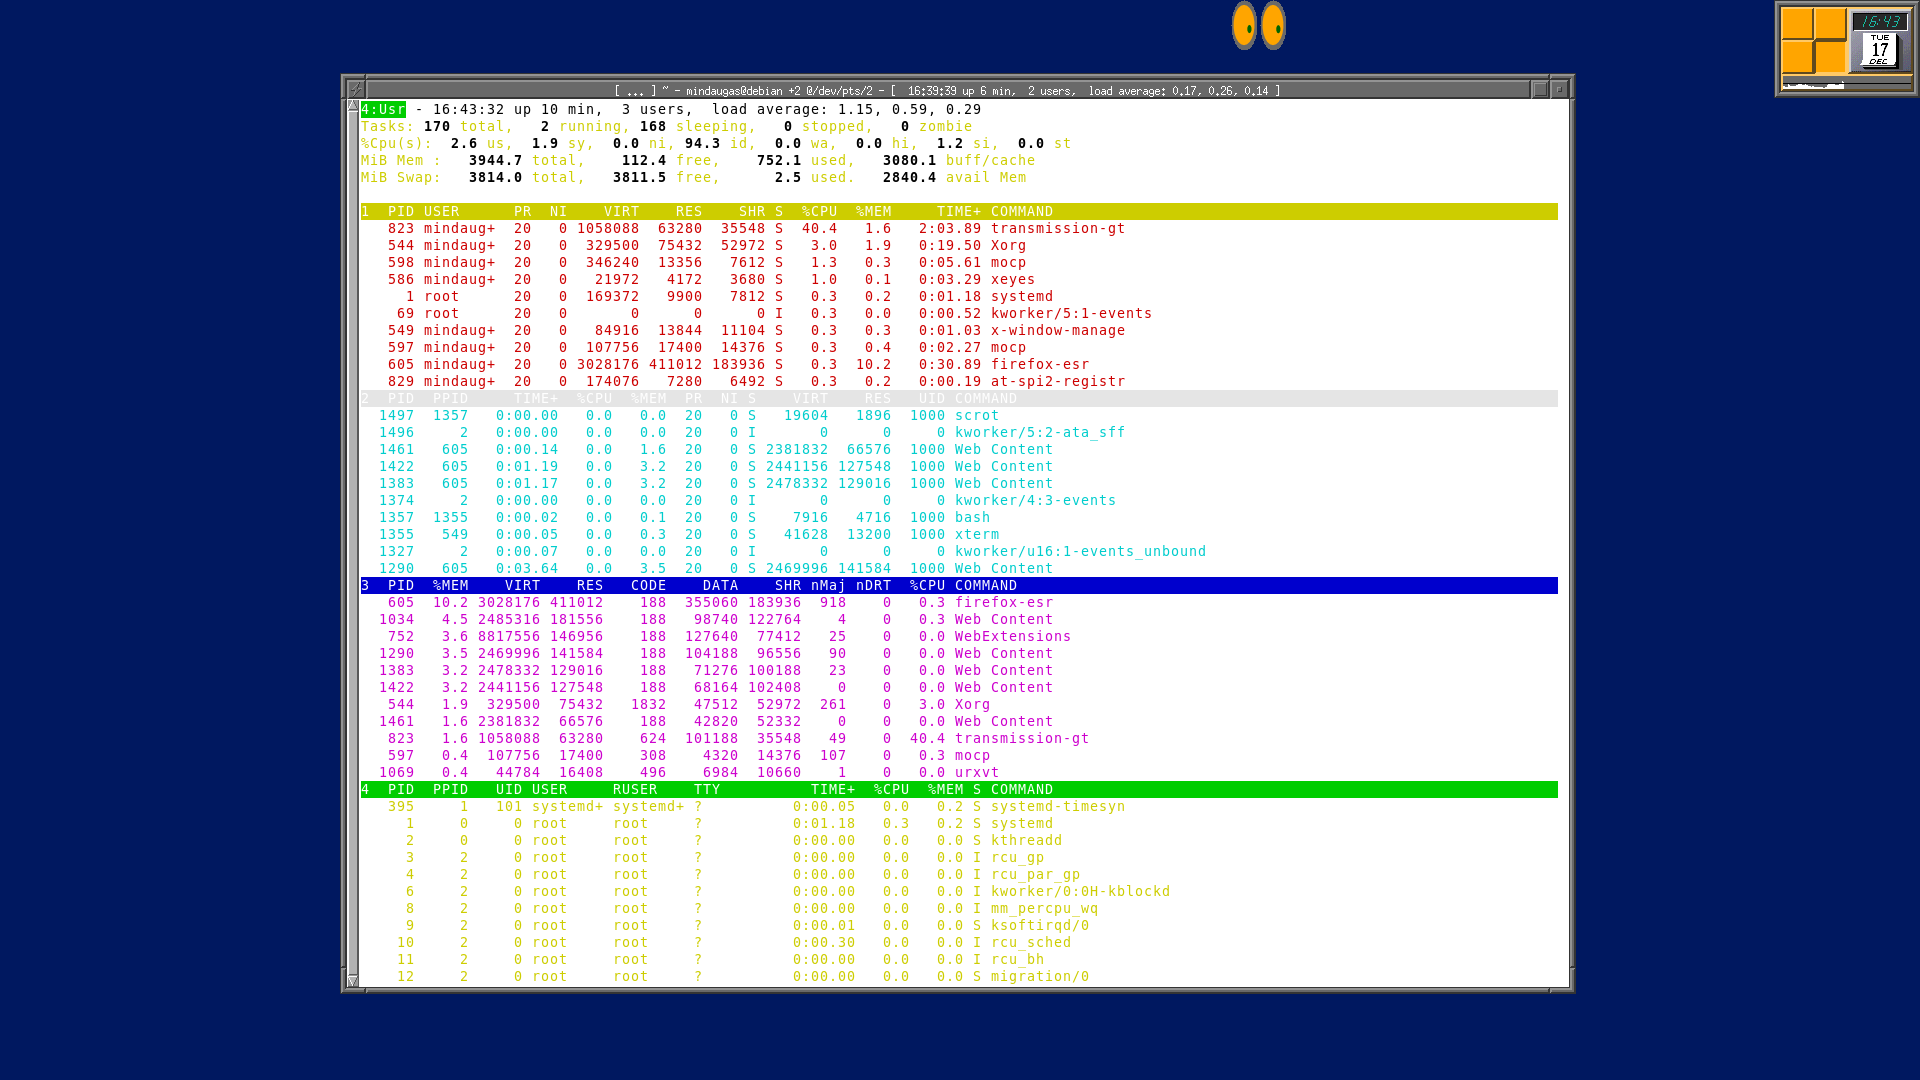 16:43
TUE
17
DEC
[ ... ] ~ - mindaugas@debian +2 @/dev/pts/2 - [  16:39:39 up 6 min,  2 users,  load average: 0.17, 0.26, 0.14 ]
4:Usr - 16:43:32 up 10 min,  3 users,  load average: 1.15, 0.59, 0.29
Tasks: 170 total,   2 running, 168 sleeping,   0 stopped,   0 zombie
%Cpu(s):  2.6 us,  1.9 sy,  0.0 ni, 94.3 id,  0.0 wa,  0.0 hi,  1.2 si,  0.0 st
MiB Mem :   3944.7 total,    112.4 free,    752.1 used,   3080.1 buff/cache
MiB Swap:   3814.0 total,   3811.5 free,      2.5 used.   2840.4 avail Mem
1  PID USER      PR  NI    VIRT    RES    SHR S  %CPU  %MEM     TIME+ COMMAND
823 mindaug+  20   0 1058088  63280  35548 S  40.4   1.6   2:03.89 transmission-gt
544 mindaug+  20   0  329500  75432  52972 S   3.0   1.9   0:19.50 Xorg
598 mindaug+  20   0  346240  13356   7612 S   1.3   0.3   0:05.61 mocp
586 mindaug+  20   0   21972   4172   3680 S   1.0   0.1   0:03.29 xeyes
1 root      20   0  169372   9900   7812 S   0.3   0.2   0:01.18 systemd
69 root      20   0       0      0      0 I   0.3   0.0   0:00.52 kworker/5:1-events
549 mindaug+  20   0   84916  13844  11104 S   0.3   0.3   0:01.03 x-window-manage
597 mindaug+  20   0  107756  17400  14376 S   0.3   0.4   0:02.27 mocp
605 mindaug+  20   0 3028176 411012 183936 S   0.3  10.2   0:30.89 firefox-esr
829 mindaug+  20   0  174076   7280   6492 S   0.3   0.2   0:00.19 at-spi2-registr
2  PID  PPID     TIME+  %CPU  %MEM  PR  NI S    VIRT    RES   UID COMMAND
1497  1357   0:00.00   0.0   0.0  20   0 S   19604   1896  1000 scrot
1496     2   0:00.00   0.0   0.0  20   0 I       0      0     0 kworker/5:2-ata_sff
1461   605   0:00.14   0.0   1.6  20   0 S 2381832  66576  1000 Web Content
1422   605   0:01.19   0.0   3.2  20   0 S 2441156 127548  1000 Web Content
1383   605   0:01.17   0.0   3.2  20   0 S 2478332 129016  1000 Web Content
1374     2   0:00.00   0.0   0.0  20   0 I       0      0     0 kworker/4:3-events
1357  1355   0:00.02   0.0   0.1  20   0 S    7916   4716  1000 bash
1355   549   0:00.05   0.0   0.3  20   0 S   41628  13200  1000 xterm
1327     2   0:00.07   0.0   0.0  20   0 I       0      0     0 kworker/u16:1-events_unbound
1290   605   0:03.64   0.0   3.5  20   0 S 2469996 141584  1000 Web Content
3  PID  %MEM    VIRT    RES   CODE    DATA    SHR nMaj nDRT  %CPU COMMAND
605  10.2 3028176 411012    188  355060 183936  918    0   0.3 firefox-esr
1034   4.5 2485316 181556    188   98740 122764    4    0   0.3 Web Content
752   3.6 8817556 146956    188  127640  77412   25    0   0.0 WebExtensions
1290   3.5 2469996 141584    188  104188  96556   90    0   0.0 Web Content
1383   3.2 2478332 129016    188   71276 100188   23    0   0.0 Web Content
1422   3.2 2441156 127548    188   68164 102408    0    0   0.0 Web Content
544   1.9  329500  75432   1832   47512  52972  261    0   3.0 Xorg
1461   1.6 2381832  66576    188   42820  52332    0    0   0.0 Web Content
823   1.6 1058088  63280    624  101188  35548   49    0  40.4 transmission-gt
597   0.4  107756  17400    308    4320  14376  107    0   0.3 mocp
1069   0.4   44784  16408    496    6984  10660    1    0   0.0 urxvt
4  PID  PPID   UID USER     RUSER    TTY          TIME+  %CPU  %MEM S COMMAND
395     1   101 systemd+ systemd+ ?          0:00.05   0.0   0.2 S systemd-timesyn
1     0     0 root     root     ?          0:01.18   0.3   0.2 S systemd
2     0     0 root     root     ?          0:00.00   0.0   0.0 S kthreadd
3     2     0 root     root     ?          0:00.00   0.0   0.0 I rcu_gp
4     2     0 root     root     ?          0:00.00   0.0   0.0 I rcu_par_gp
6     2     0 root     root     ?          0:00.00   0.0   0.0 I kworker/0:0H-kblockd
8     2     0 root     root     ?          0:00.00   0.0   0.0 I mm_percpu_wq
9     2     0 root     root     ?          0:00.01   0.0   0.0 S ksoftirqd/0
10     2     0 root     root     ?          0:00.30   0.0   0.0 I rcu_sched
11     2     0 root     root     ?          0:00.00   0.0   0.0 I rcu_bh
12     2     0 root     root     ?          0:00.00   0.0   0.0 S migration/0